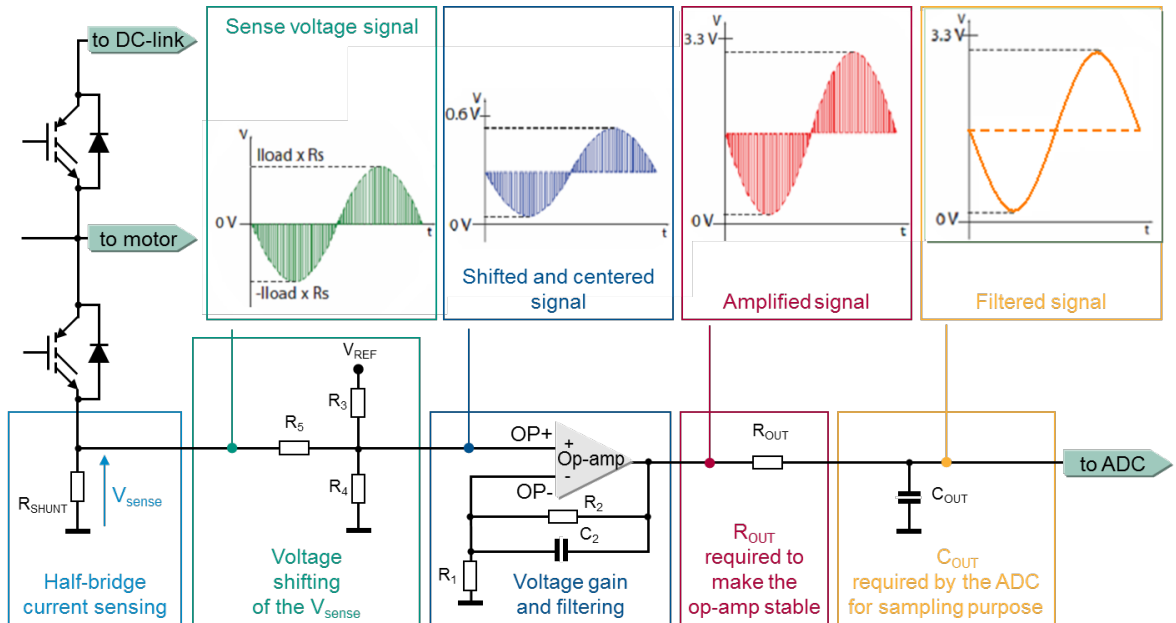 to DC-link
to motor
Sense voltage signal
V
Iload x Rs
0 V
t
-Iload x Rs
V
0.6 V
0 V
t
Shifted and centered
signal
V
3.3 V
0 V
t
Amplified signal
V
3.3 V
0 V
t
Filtered signal
RSHUNT
Vsense
Half-bridge
current sensing
VREF
R3
R5
R4
Voltage
shifting
of the Vsense
OP+
+
Op-amp
-
OP-
R2
C2
R1
Voltage gain
and filtering
ROUT
ROUT
required to
make the
op-amp stable
COUT
COUT
required by the ADC
for sampling purpose
to ADC